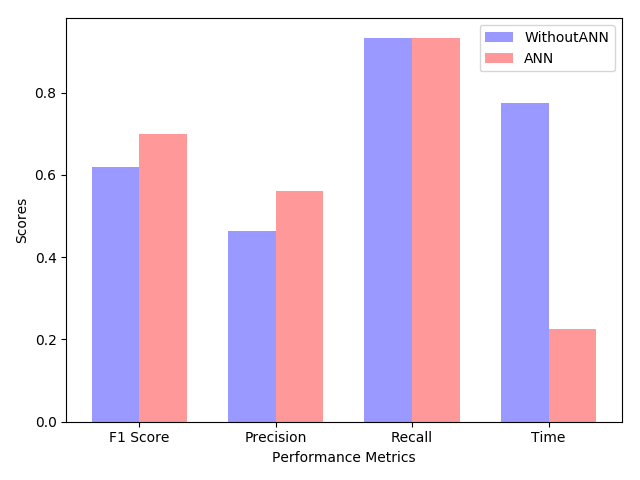 WithoutANN
ANN
Scores
0.8
0.6
0.4
0.2
0.0
F1 Score
Precision
Recall
Time
Performance Metrics